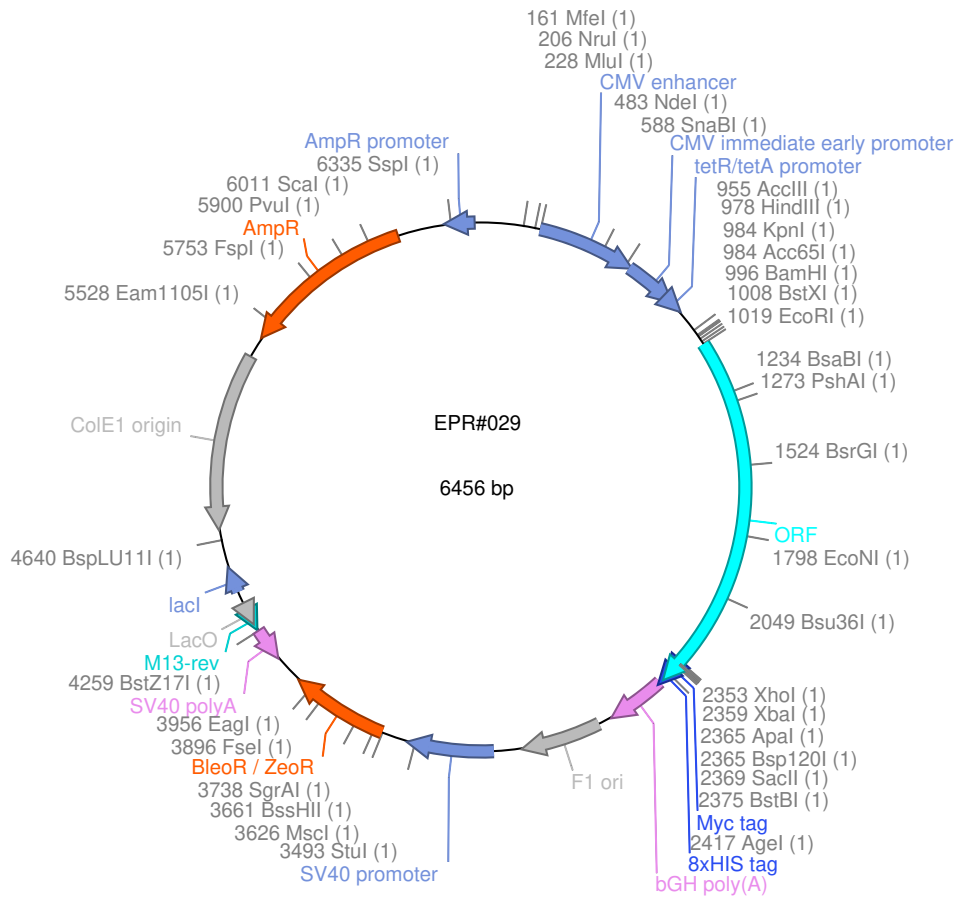 161 MfeI (1)
206 NruI (1)
228 MluI (1)
CMV enhancer
483 NdeI (1)
588 SnaBI (1)
CMV immediate early promoter
tetR/tetA promoter
955 AccIII (1)
978 HindIII (1)
984 KpnI (1)
984 Acc65I (1)
996 BamHI (1)
1008 BstXI (1)
1019 EcoRI (1)
1234 BsaBI (1)
1273 PshAI (1)
1524 BsrGI (1)
ORF
1798 EcoNI (1)
2049 Bsu36I (1)
2353 XhoI (1)
2359 XbaI (1)
2365 ApaI (1)
2365 Bsp120I (1)
2369 SacII (1)
2375 BstBI (1)
Myc tag
2417 AgeI (1)
8xHIS tag
bGH poly(A)
F1 ori
SV40 promoter
3493 StuI (1)
3626 MscI (1)
3661 BssHII (1)
3738 SgrAI (1)
BleoR / ZeoR
3896 FseI (1)
3956 EagI (1)
SV40 polyA
4259 BstZ17I (1)
M13-rev
LacO
lacI
4640 BspLU11I (1)
ColE1 origin
5528 Eam1105I (1)
5753 FspI (1)
AmpR
5900 PvuI (1)
6011 ScaI (1)
6335 SspI (1)
AmpR promoter
EPR#029
6456 bp